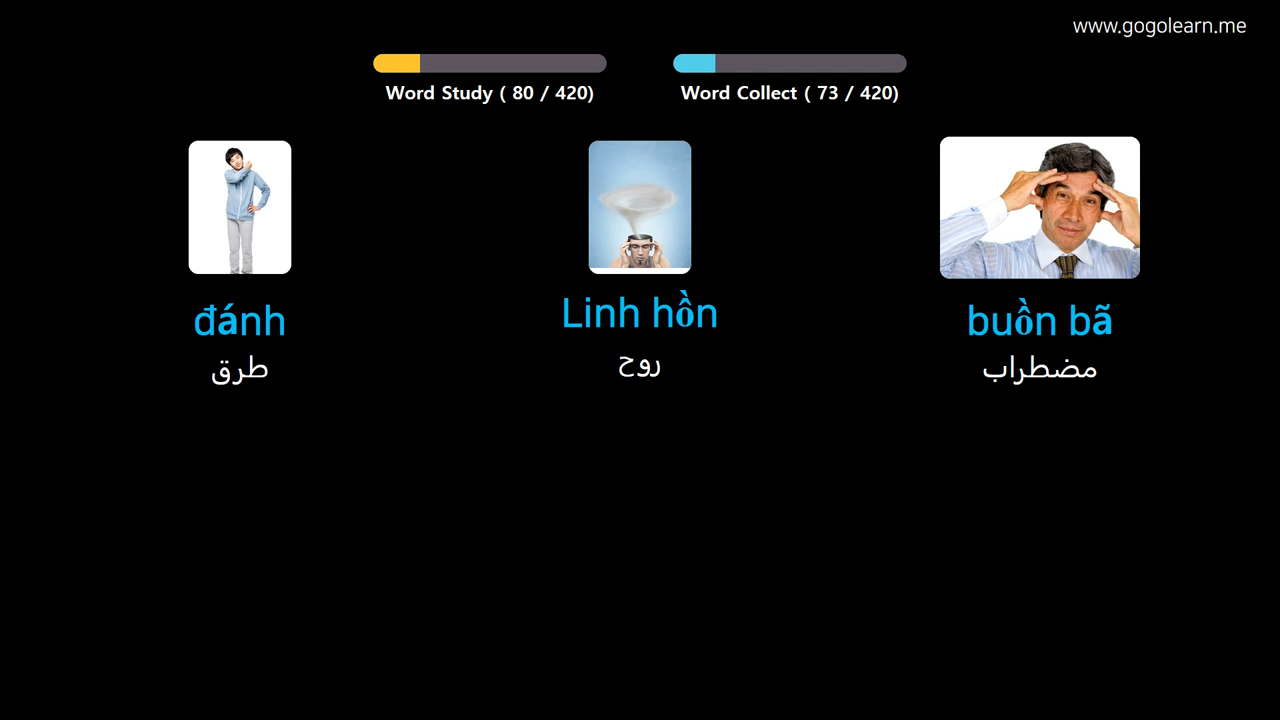 www.gogolearn.me
Word Study ( 80 / 420)
Word Collect ( 73 / 420)
đánh
طرق
Linh hồn
روح
buồn bã
مضطراب